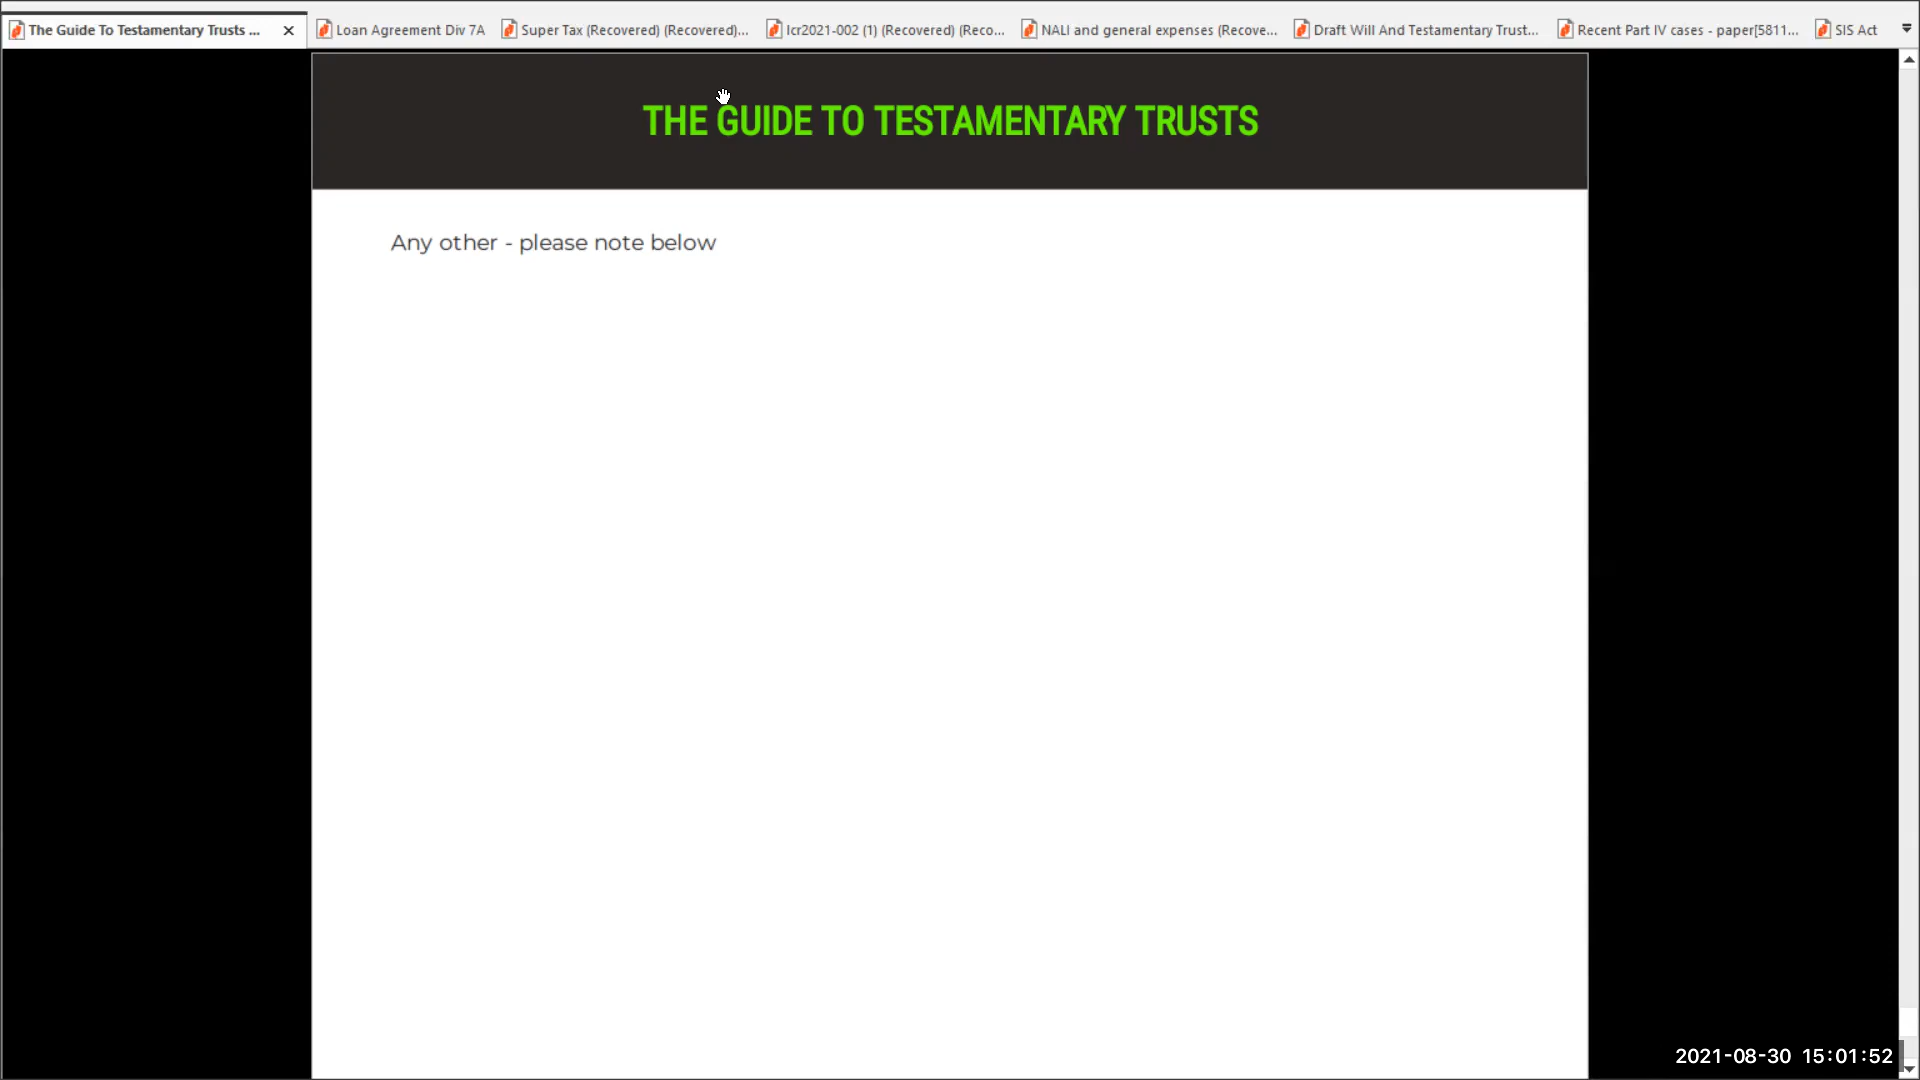 The Guide To Testamentary Trusts ...
Loan Agreement Div 7A
Super Tax (Recovered) (Recovered)...
lcr2021-002 (1) (Recovered) (Reco...
NALI and general expenses (Recove...
Draft Will And Testamentary Trust...
Recent Part IV cases - paper[5811...
SIS Act
THE GUIDE TO TESTAMENTARY TRUSTS
Any other - please note below
2021-08-30 15:01:52